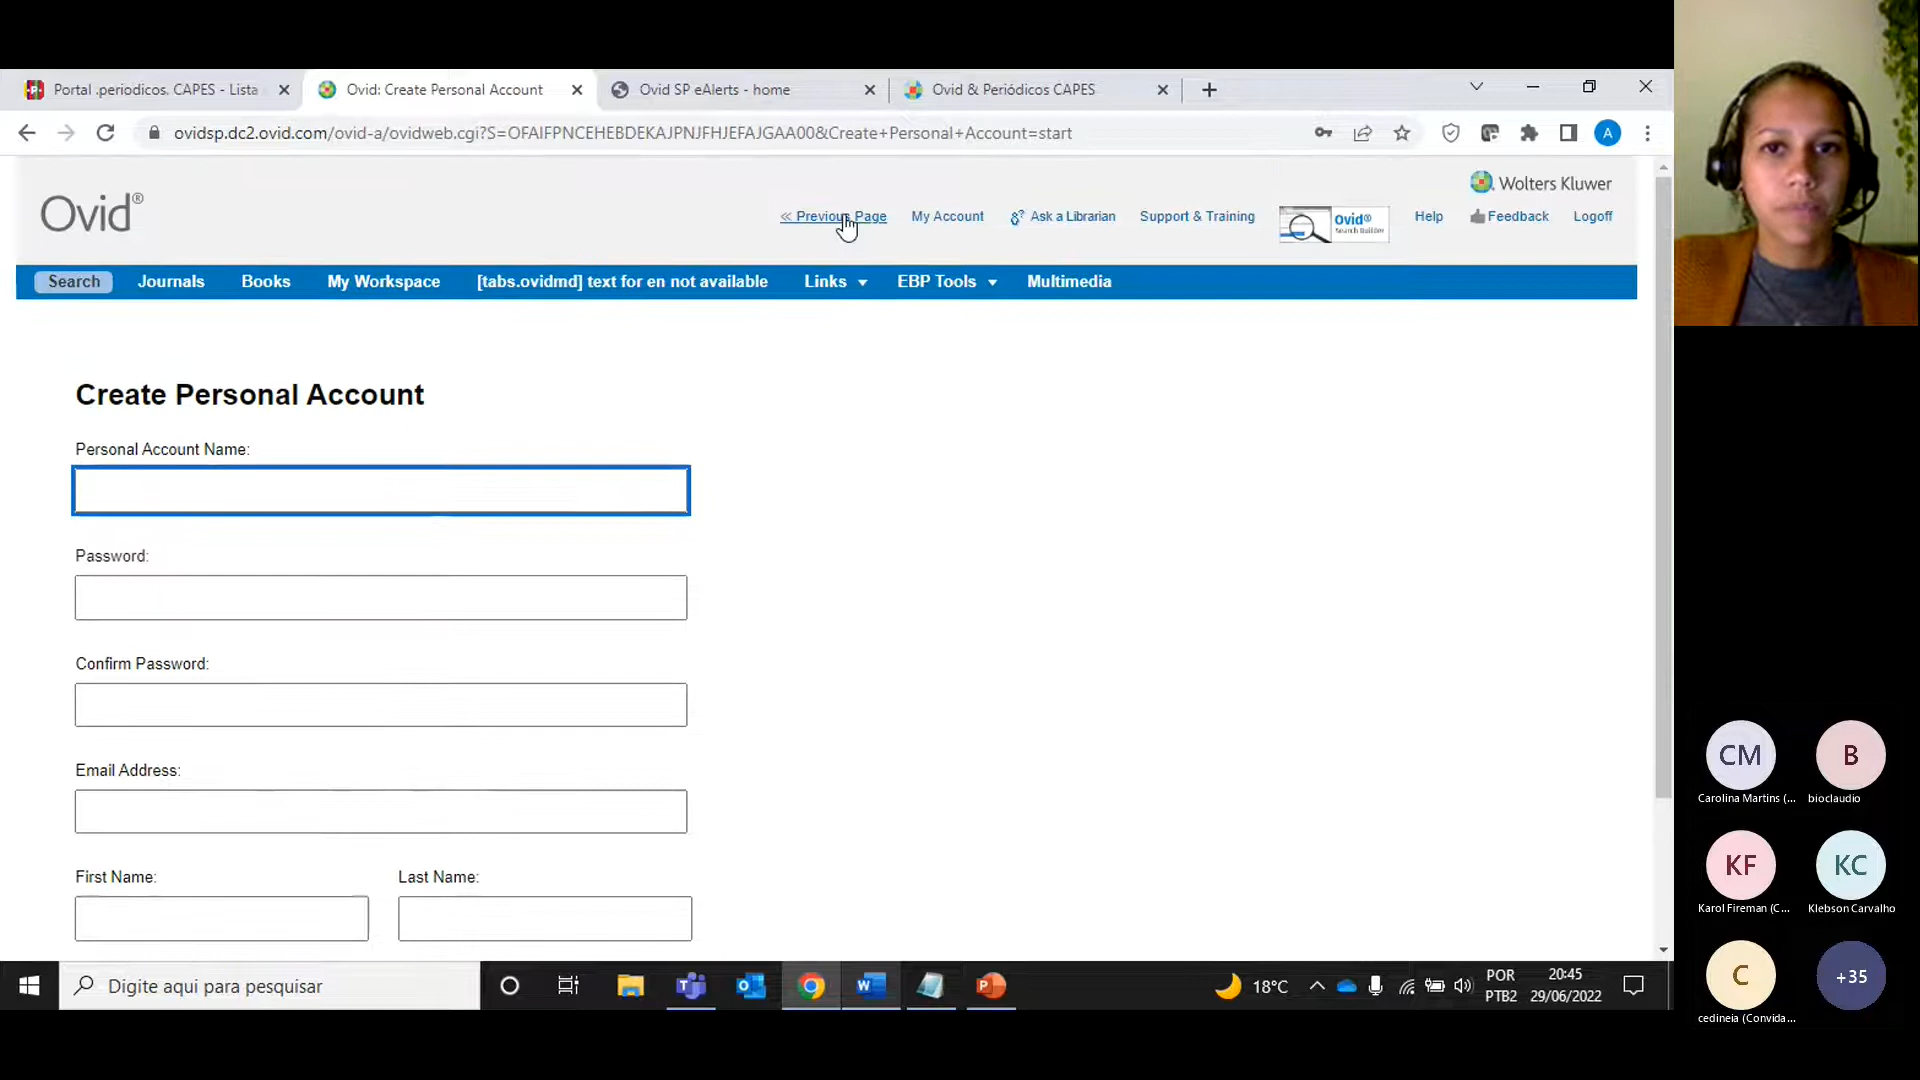 Portal .periodicos. CAPES - Lista
Ovid: Create Personal Account
Ovid SP eAlerts - home
Ovid & Periódicos CAPES
ovidsp.dc2.ovid.com/ovid-a/ovidweb.cgi?S=OFAIFPNCEHEBDEKAJPNJFHJEFAJGAA00&Create+Personal+Account=start
A
Wolters Kluwer
Ovid®
<< Previous Page
My Account
Ask a Librarian
Support & Training
Ovid®
Search Builder
Help
Feedback
Logoff
Search Journals Books My Workspace [tabs.ovidmd] text for en not available Links EBP Tools Multimedia
Create Personal Account
Personal Account Name:
Password:
Confirm Password:
Email Address:
First Name: Last Name:
CM B
Carolina Martins (... bioclaudio
KF KC
Karol Fireman (C... Klebson Carvalho
C +35
cedineia (Convida...
Digite aqui para pesquisar
18°C
POR
PTB2
20:45
29/06/2022